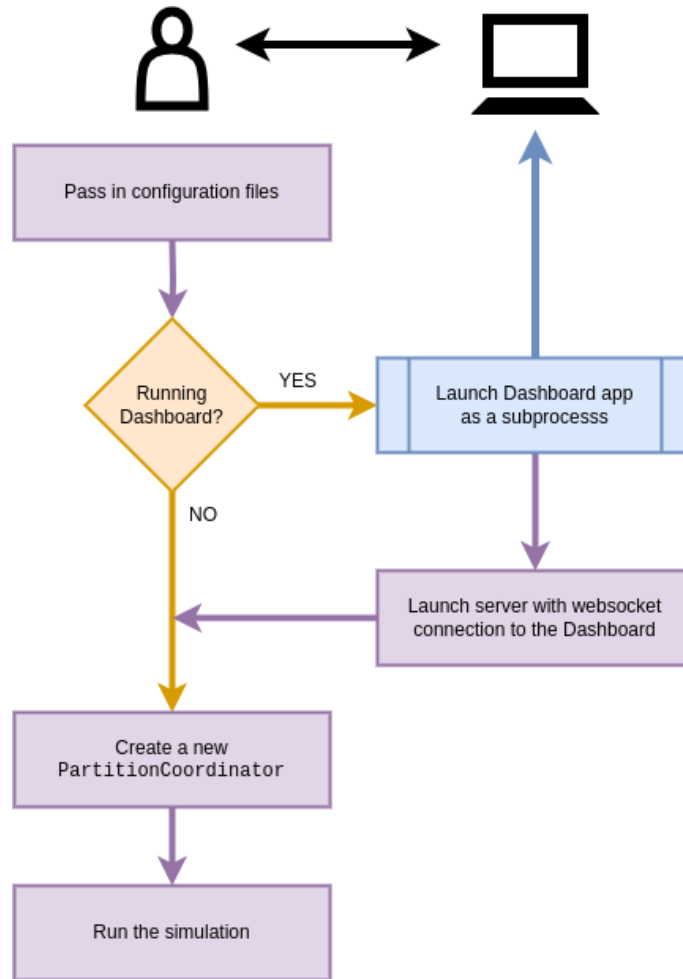 Pass in configuration files
Running
Dashboard?
YES
Launch Dashboard app
as a subprocesss
NO
Launch server with websocket
connection to the Dashboard
Create a new
PartitionCoordinator
Run the simulation